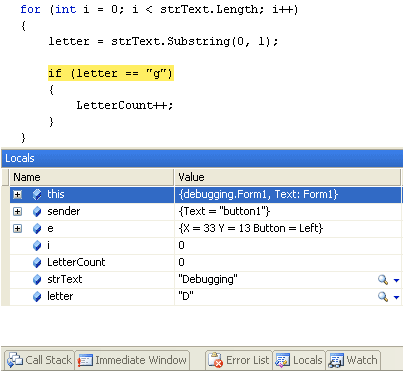 for (int i = 0; i < strText.Length; i++)
{
letter = strText.Substring(0, 1);
if (letter == "g")
{
LetterCount++;
}
}
Locals
Name Value
this {debugging.Form1, Text: Form1}
sender {Text = "button1"}
e {X = 33 Y = 13 Button = Left}
i 0
LetterCount 0
strText "Debugging"
letter "D"
Call Stack Immediate Window Error List Locals Watch